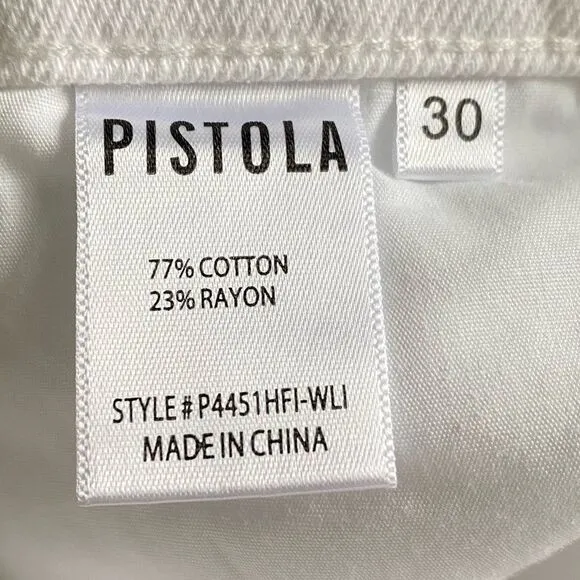 PISTOLA
30
77% COTTON
23% RAYON
STYLE # P4451HFI-WLI
MADE IN CHINA